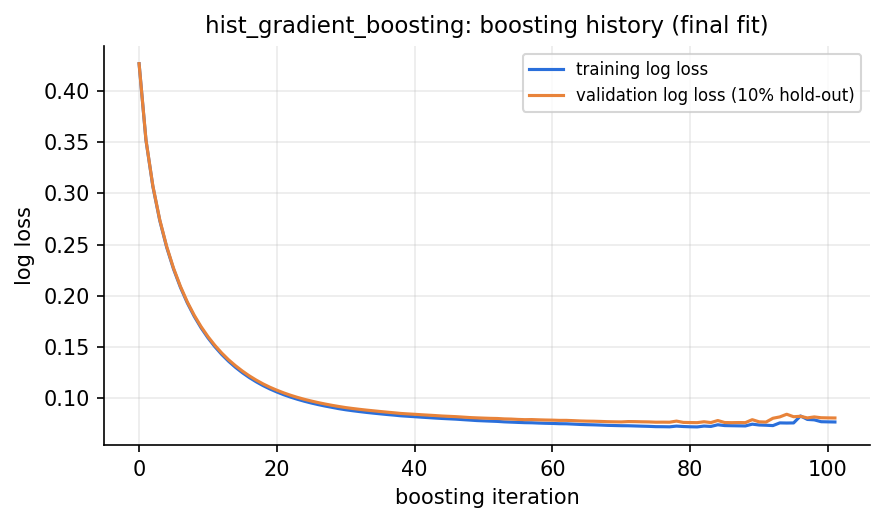 hist_gradient_boosting: boosting history (final fit)
training log loss
validation log loss (10% hold-out)
0.40
0.35
0.30
0.25
0.20
0.15
0.10
log loss
0 20 40 60 80 100
boosting iteration